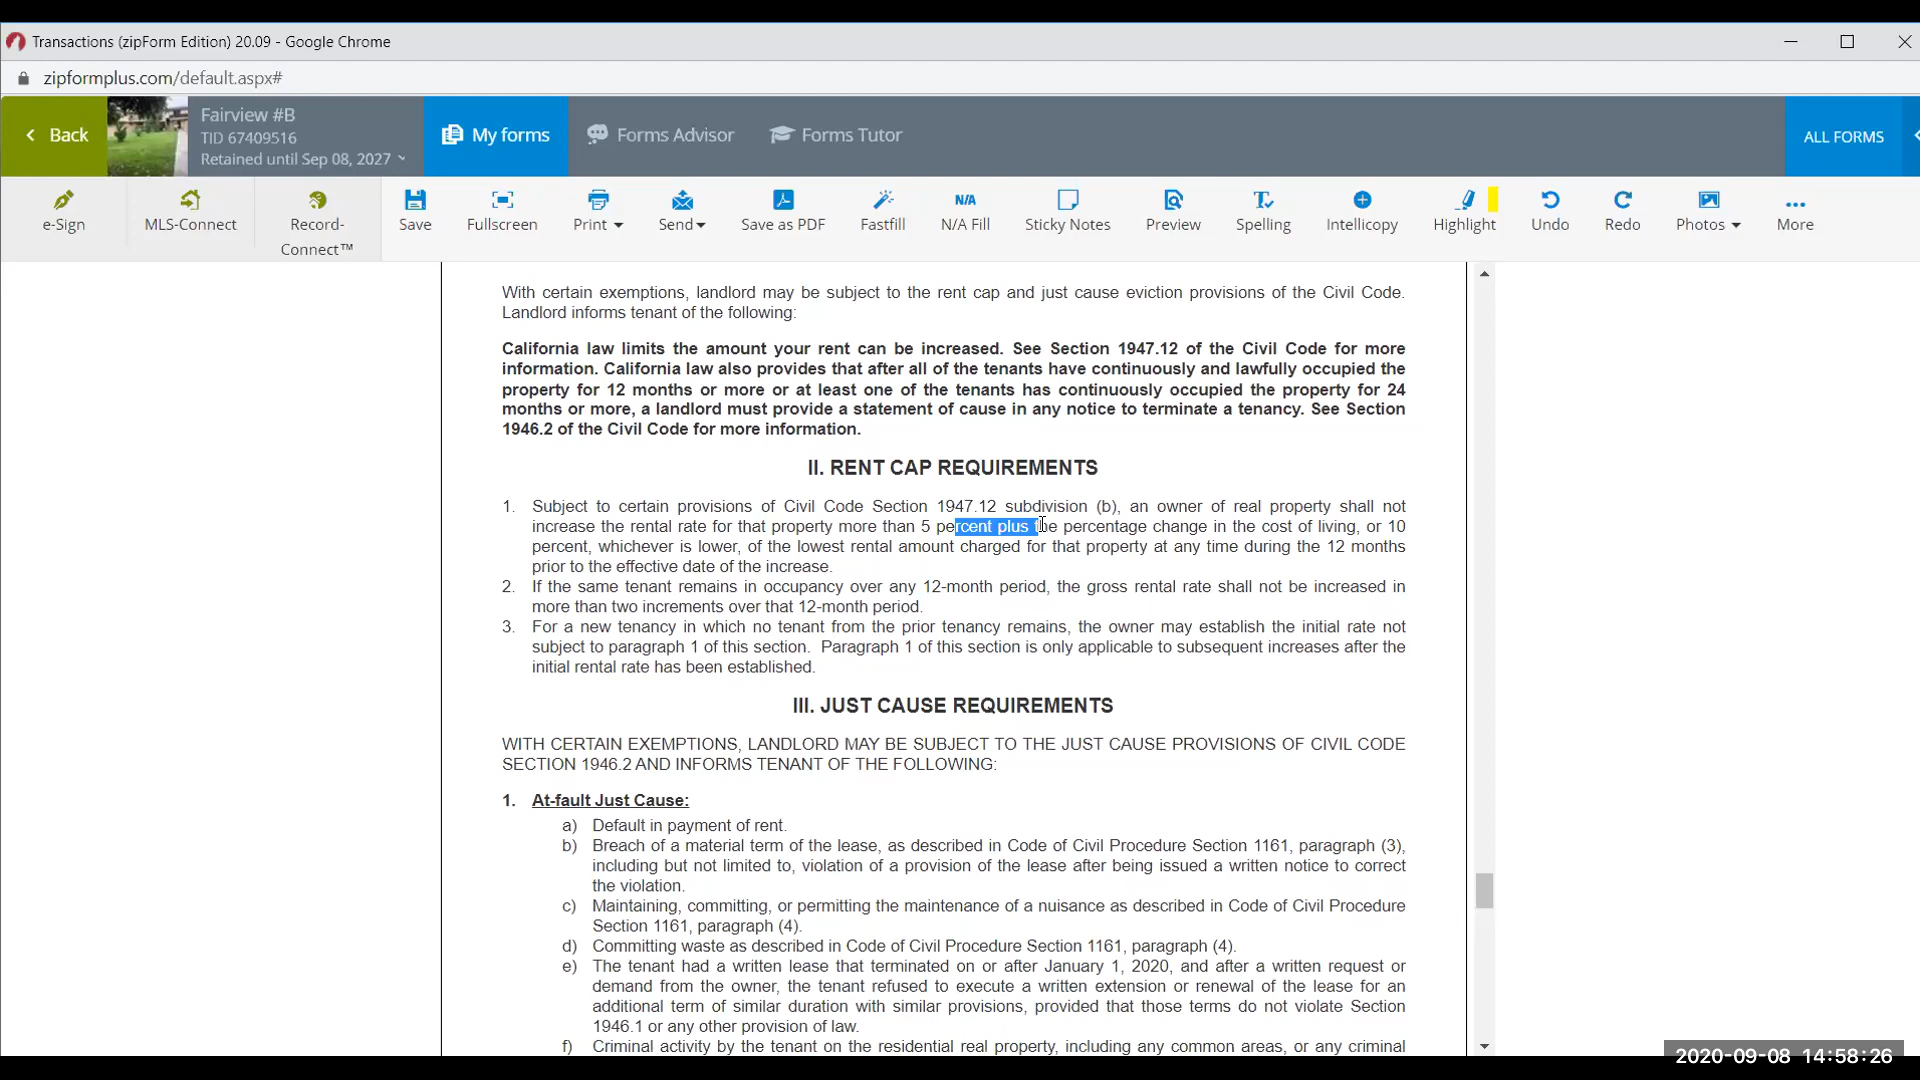 Transactions (zipForm Edition) 20.09 - Google Chrome
zipformplus.com/default.aspx#
Back
Fairview #B
TID 67409516
Retained until Sep 08, 2027
My forms
Forms Advisor
Forms Tutor
ALL FORMS
e-Sign
MLS-Connect
Record-
Connect™
Save
Fullscreen
Print
Send
Save as PDF
Fastfill
N/A
N/A Fill
Sticky Notes
Preview
Spelling
Intellicopy
Highlight
Undo
Redo
Photos
More
With certain exemptions, landlord may be subject to the rent cap and just cause eviction provisions of the Civil Code.
Landlord informs tenant of the following:
California law limits the amount your rent can be increased. See Section 1947.12 of the Civil Code for more
information. California law also provides that after all of the tenants have continuously and lawfully occupied the
property for 12 months or more or at least one of the tenants has continuously occupied the property for 24
months or more, a landlord must provide a statement of cause in any notice to terminate a tenancy. See Section
1946.2 of the Civil Code for more information.
II. RENT CAP REQUIREMENTS
1. Subject to certain provisions of Civil Code Section 1947.12 subdivision (b), an owner of real property shall not
increase the rental rate for that property more than 5 percent plus the percentage change in the cost of living, or 10
percent, whichever is lower, of the lowest rental amount charged for that property at any time during the 12 months
prior to the effective date of the increase.
2. If the same tenant remains in occupancy over any 12-month period, the gross rental rate shall not be increased in
more than two increments over that 12-month period.
3. For a new tenancy in which no tenant from the prior tenancy remains, the owner may establish the initial rate not
subject to paragraph 1 of this section. Paragraph 1 of this section is only applicable to subsequent increases after the
initial rental rate has been established.
III. JUST CAUSE REQUIREMENTS
WITH CERTAIN EXEMPTIONS, LANDLORD MAY BE SUBJECT TO THE JUST CAUSE PROVISIONS OF CIVIL CODE
SECTION 1946.2 AND INFORMS TENANT OF THE FOLLOWING:
1. At-fault Just Cause:
a) Default in payment of rent.
b) Breach of a material term of the lease, as described in Code of Civil Procedure Section 1161, paragraph (3),
including but not limited to, violation of a provision of the lease after being issued a written notice to correct
the violation.
c) Maintaining, committing, or permitting the maintenance of a nuisance as described in Code of Civil Procedure
Section 1161, paragraph (4).
d) Committing waste as described in Code of Civil Procedure Section 1161, paragraph (4).
e) The tenant had a written lease that terminated on or after January 1, 2020, and after a written request or
demand from the owner, the tenant refused to execute a written extension or renewal of the lease for an
additional term of similar duration with similar provisions, provided that those terms do not violate Section
1946.1 or any other provision of law.
f) Criminal activity by the tenant on the residential real property, including any common areas, or any criminal
2020-09-08 14:58:26